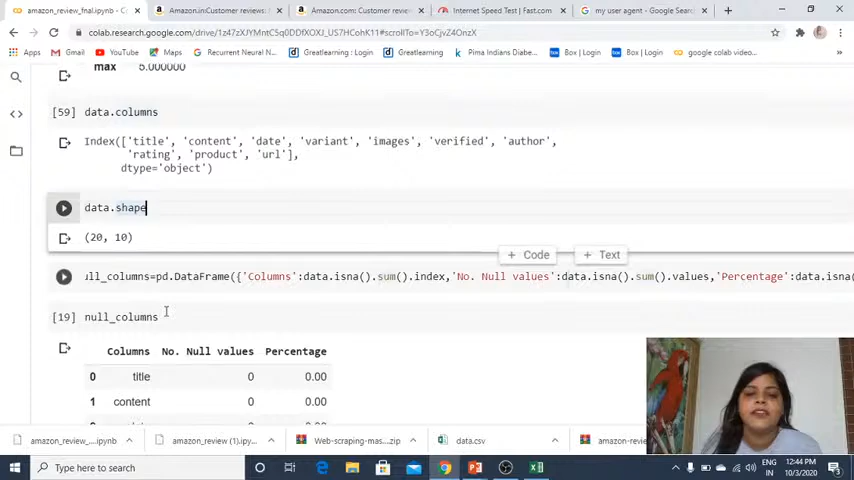 amazon_review_fnal.ipynb - Co
Amazon.in:Customer reviews:
Amazon.com: Customer revie
Internet Speed Test | Fast.com
my user agent - Google Sear
colab.research.google.com/drive/1z47zXJYMntC5q0DDfXOXJ_US7HCohK11#scrollTo=Y3oCjvZ4OnzX
Apps
Gmail
YouTube
Maps
Recurrent Neural N...
Greatlearning : Login
Pima Indians Diabe...
Box | Login
Box | Login
google colab video
max 5.000000
[59] data.columns
Index(['title', 'content', 'date', 'variant', 'images', 'verified', 'author',
'rating', 'product', 'url'],
dtype='object')
data.shape
(20, 10)
+ Code + Text
ull_columns=pd.DataFrame({'Columns':data.isna().sum().index,'No. Null values':data.isna().sum().values,'Percentage':data.isna
[19] null_columns
Columns No. Null values Percentage
0 title 0 0.00
1 content 0 0.00
amazon_review_....ipynb
amazon_review (1).ipynb
Web-scraping-mas....zip
data.csv
amazon-re
Type here to search
ENG
IN
12:44 PM
10/3/2020